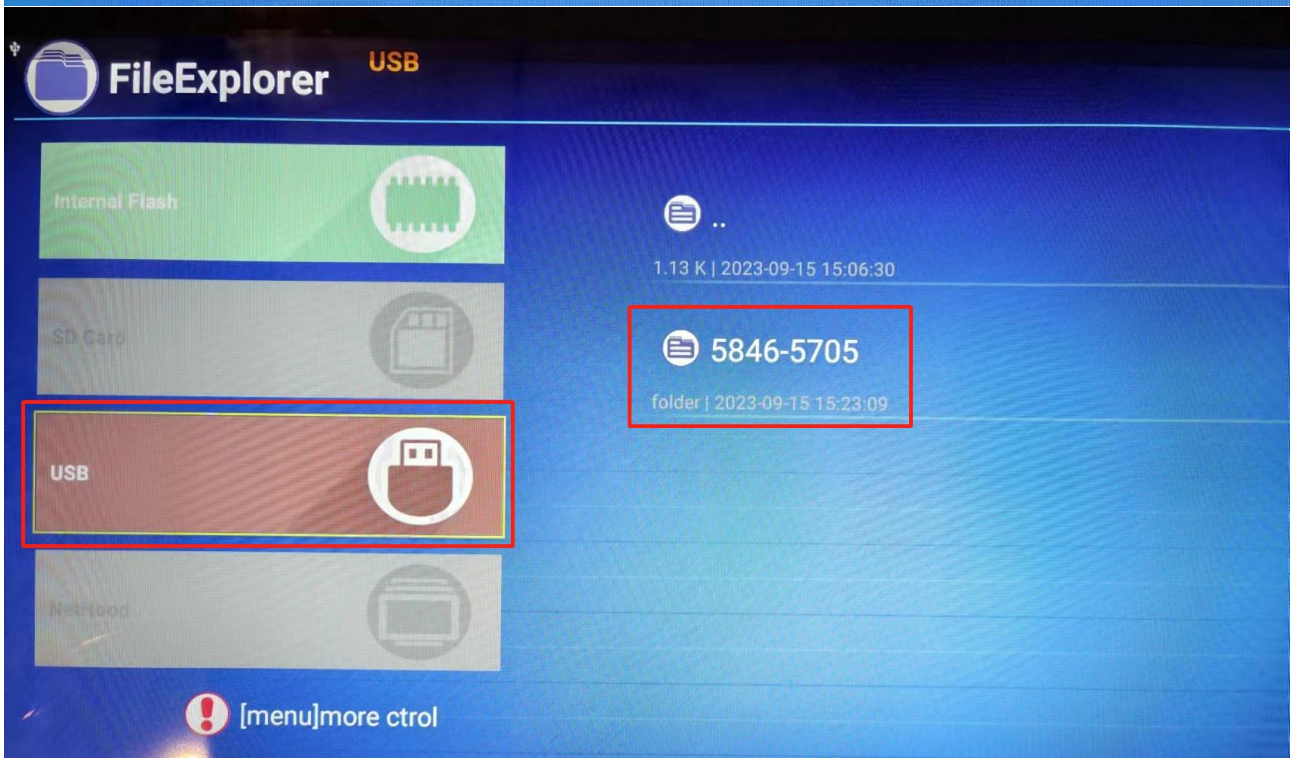 FileExplorer
USB
Internal Flash
SD Card
USB
NetHood
[menu]more ctrol
..
1.13 K | 2023-09-15 15:06:30
5846-5705
folder | 2023-09-15 15:23:09